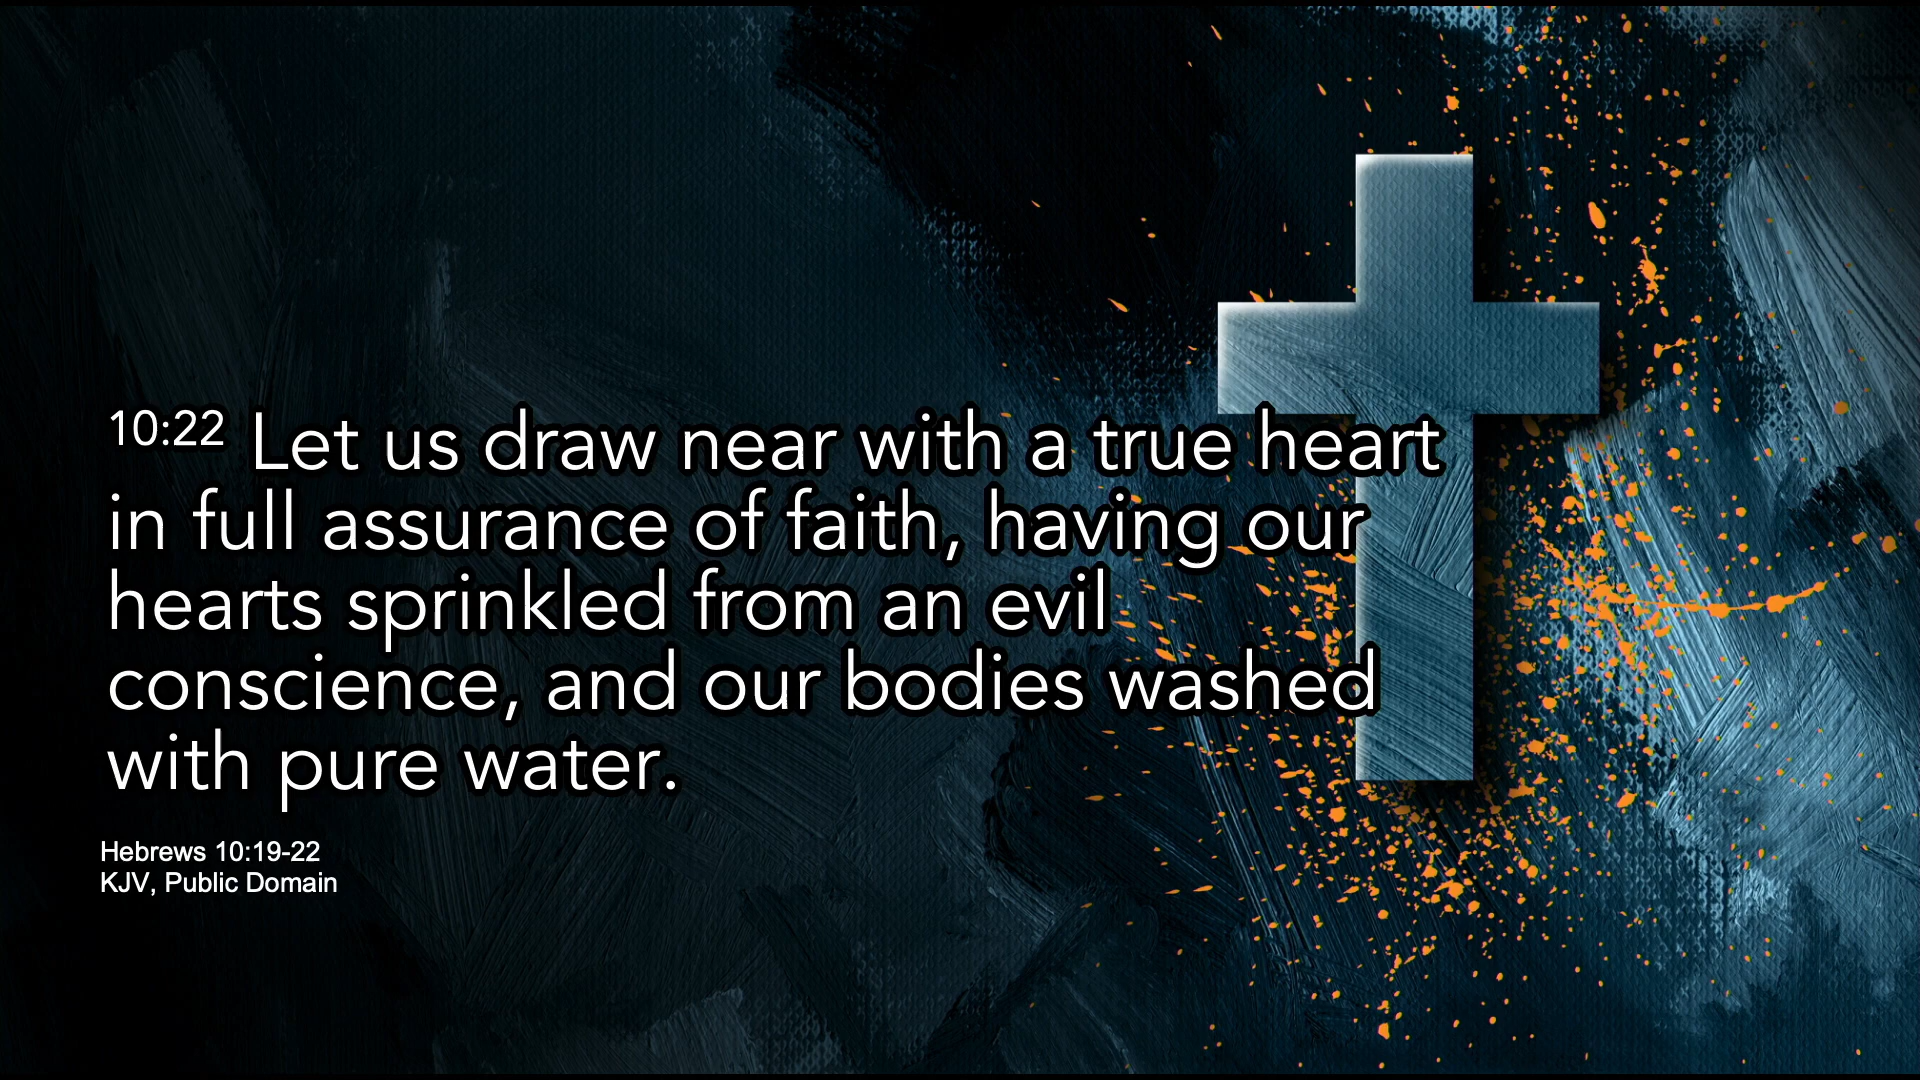 10:22 Let us draw near with a true heart
in full assurance of faith, having our
hearts sprinkled from an evil
conscience, and our bodies washed
with pure water.
Hebrews 10:19-22
KJV, Public Domain